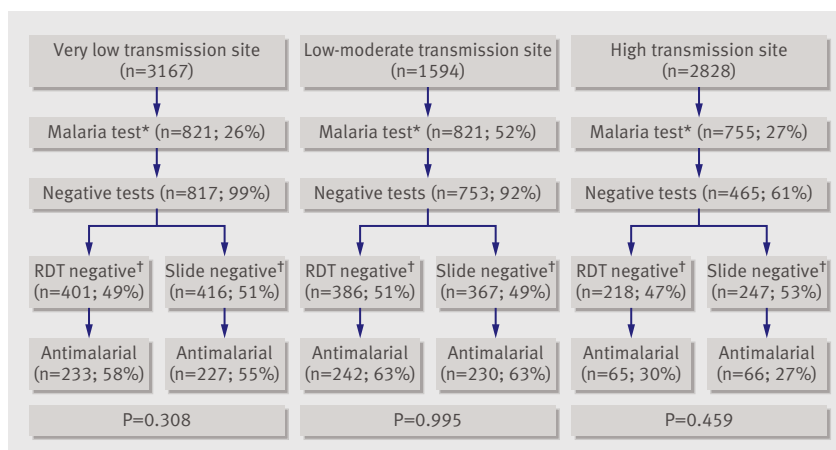 Very low transmission site
(n=3167)
Malaria test* (n=821; 26%)
Negative tests (n=817; 99%)
RDT negative†
(n=401; 49%)
Slide negative†
(n=416; 51%)
Antimalarial
(n=233; 58%)
Antimalarial
(n=227; 55%)
P=0.308
Low-moderate transmission site
(n=1594)
Malaria test* (n=821; 52%)
Negative tests (n=753; 92%)
RDT negative†
(n=386; 51%)
Slide negative†
(n=367; 49%)
Antimalarial
(n=242; 63%)
Antimalarial
(n=230; 63%)
P=0.995
High transmission site
(n=2828)
Malaria test* (n=755; 27%)
Negative tests (n=465; 61%)
RDT negative†
(n=218; 47%)
Slide negative†
(n=247; 53%)
Antimalarial
(n=65; 30%)
Antimalarial
(n=66; 27%)
P=0.459